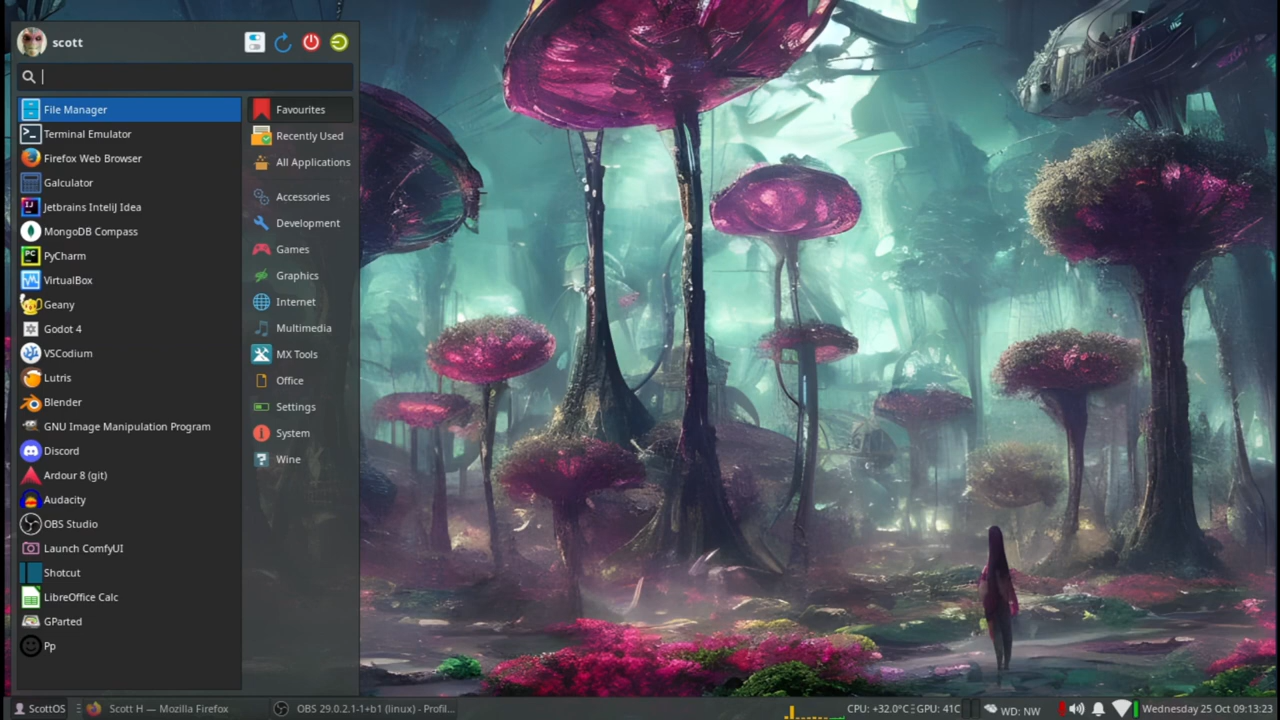 scott
File Manager
Terminal Emulator
Firefox Web Browser
Galculator
Jetbrains InteliJ Idea
MongoDB Compass
PyCharm
VirtualBox
Geany
Godot 4
VSCodium
Lutris
Blender
GNU Image Manipulation Program
Discord
Ardour 8 (git)
Audacity
OBS Studio
Launch ComfyUI
Shotcut
LibreOffice Calc
GParted
Pp
Favourites
Recently Used
All Applications
Accessories
Development
Games
Graphics
Internet
Multimedia
MX Tools
Office
Settings
System
Wine
ScottOS Scott H — Mozilla Firefox OBS 29.0.2.1-1+b1 (linux) - Profil... CPU: +32.0°C GPU: 41C WD: NW Wednesday 25 Oct 09:13:23